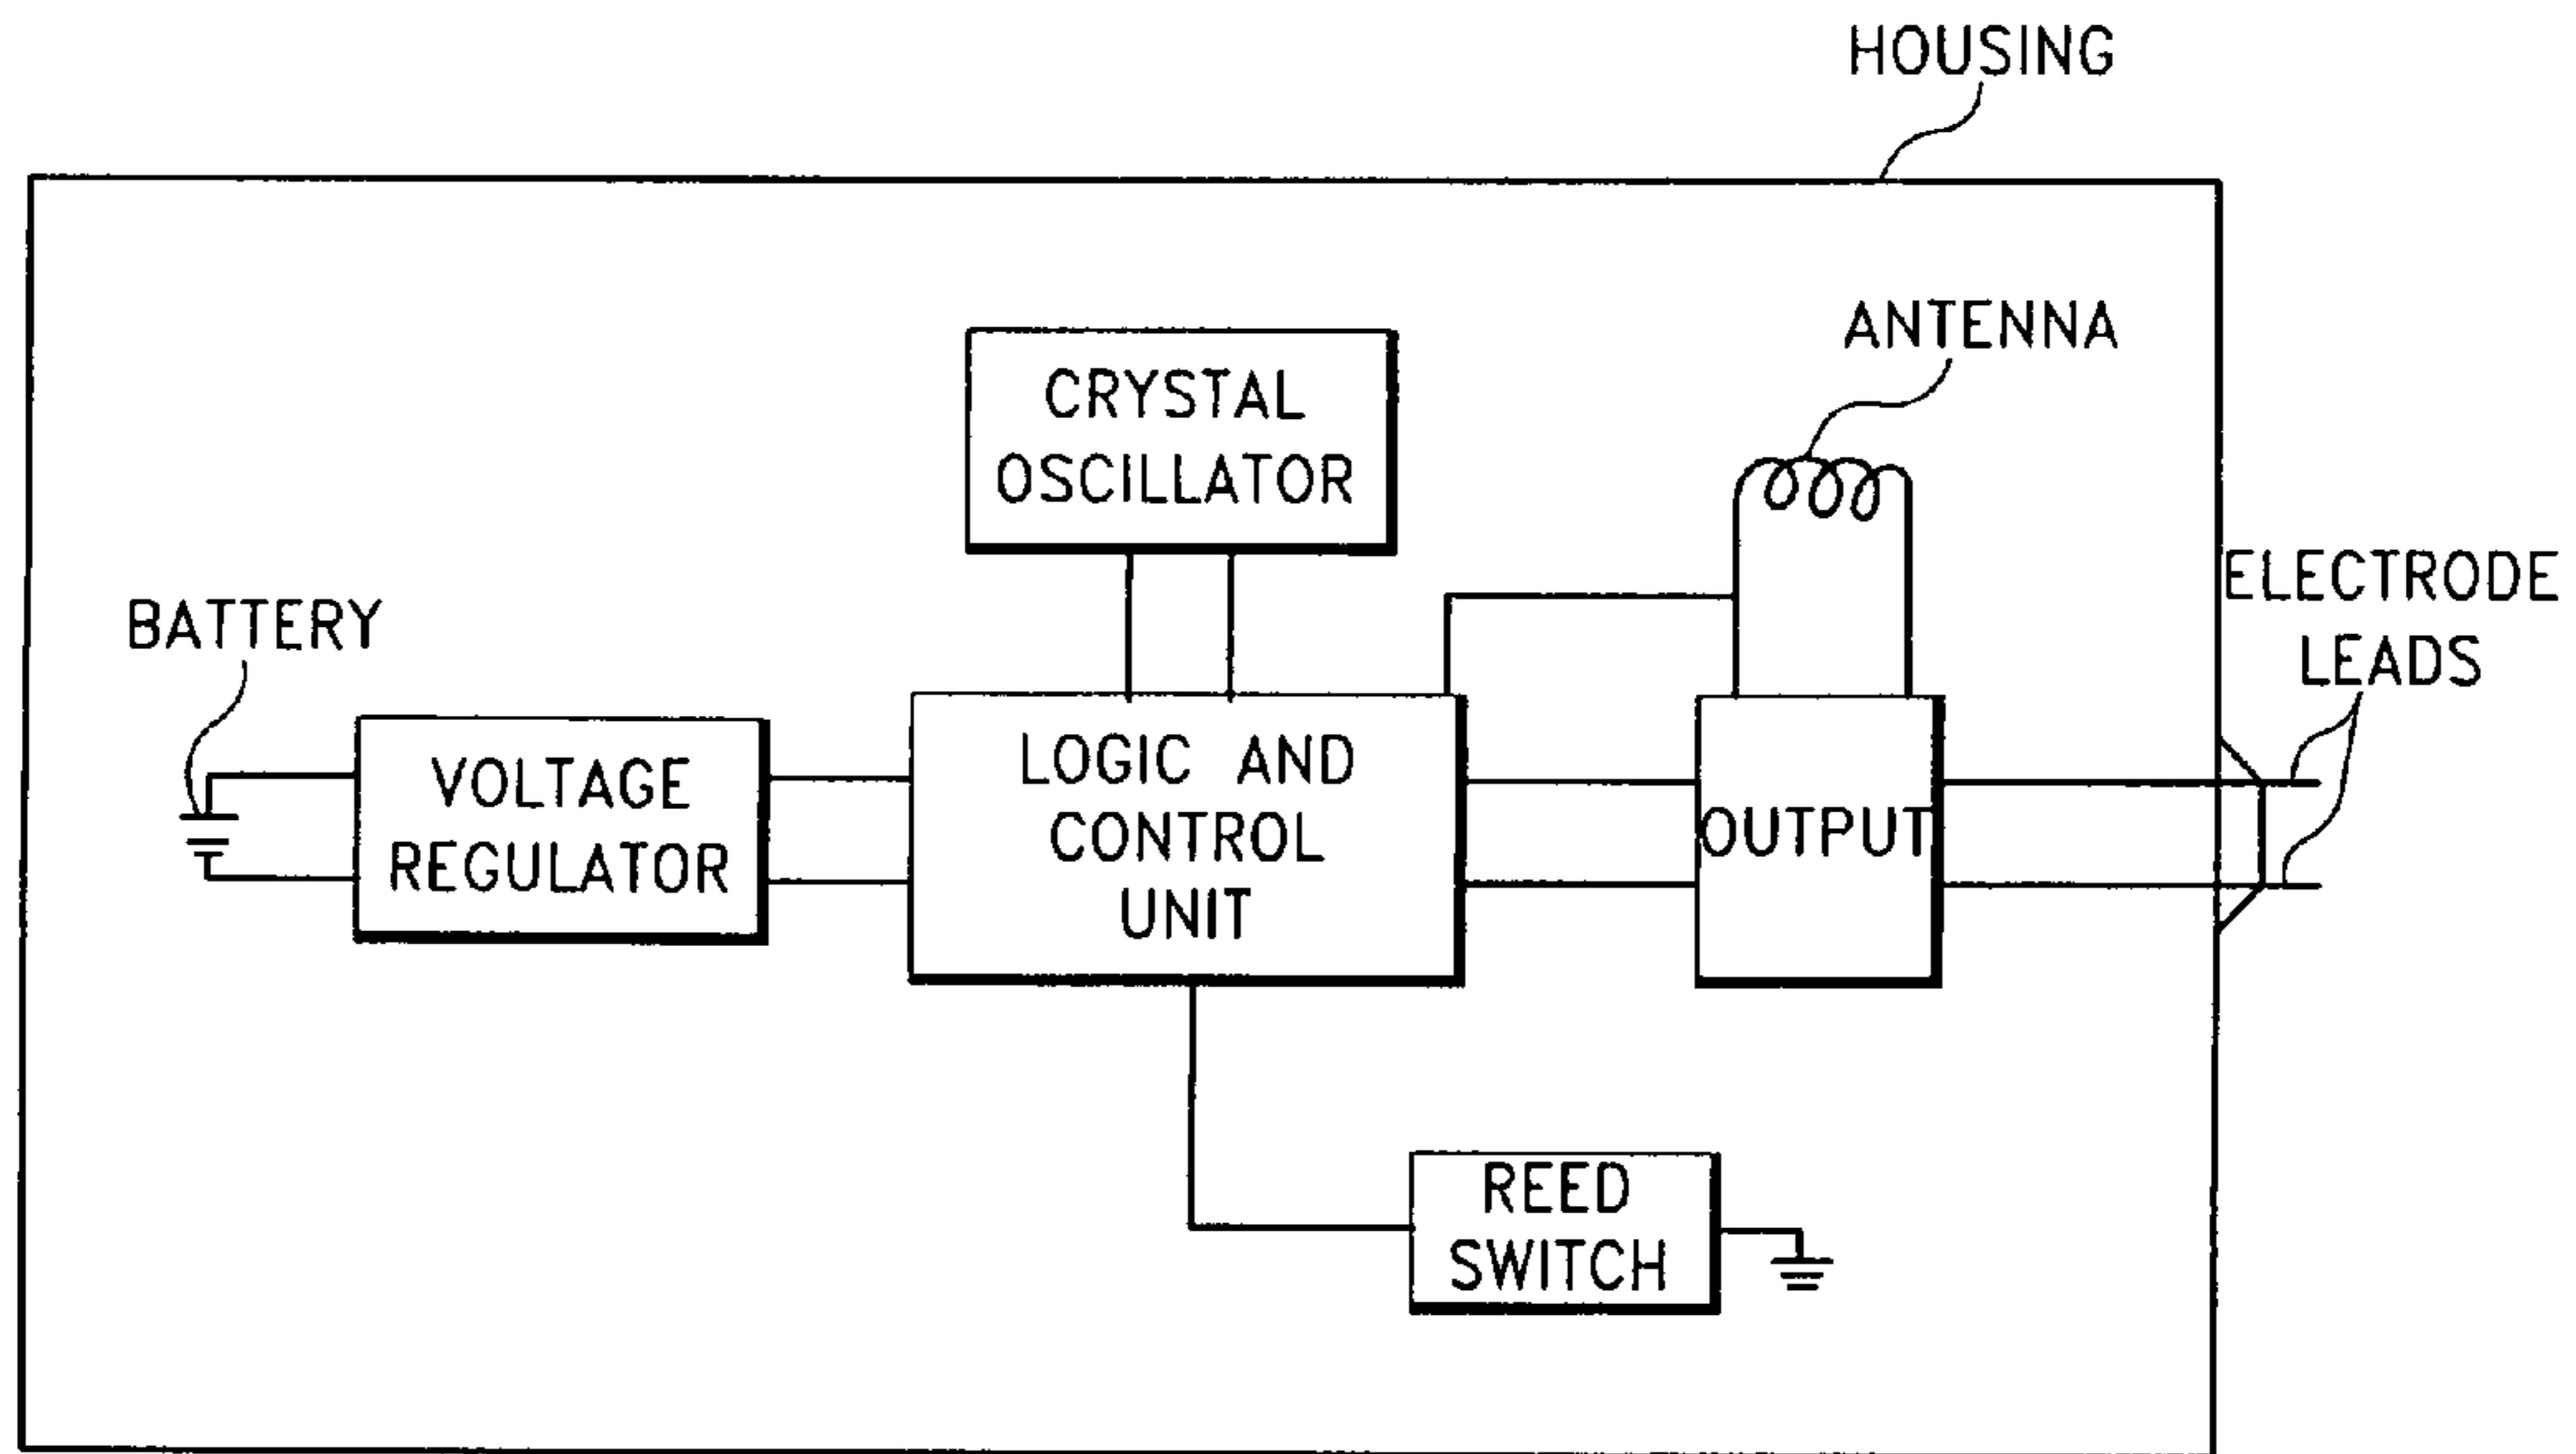 HOUSING
ANTENNA
CRYSTAL
OSCILLATOR
ELECTRODE
LEADS
BATTERY
VOLTAGE
REGULATOR
LOGIC AND
CONTROL
UNIT
OUTPUT
REED
SWITCH